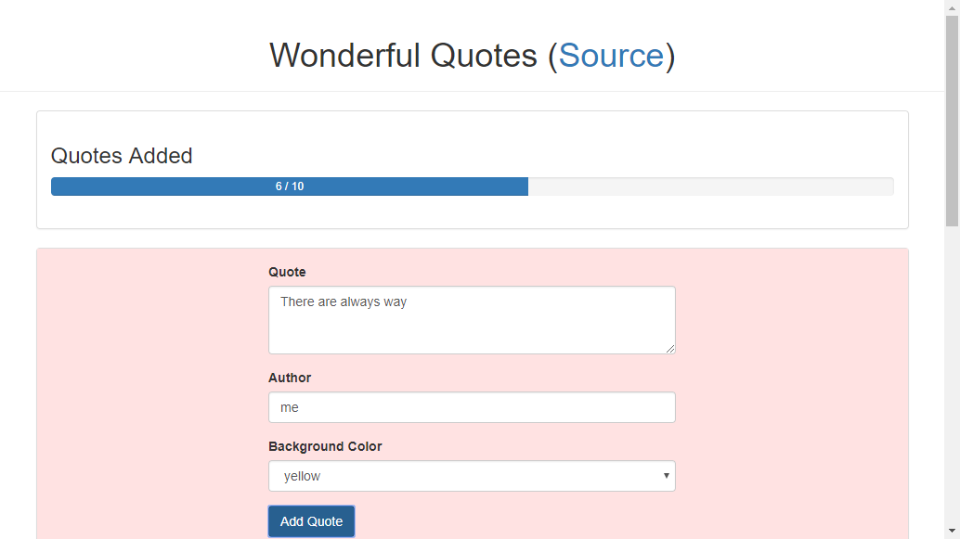 Wonderful Quotes (Source)
Quotes Added
6 / 10
Quote
There are always way
Author
me
Background Color
yellow
Add Quote